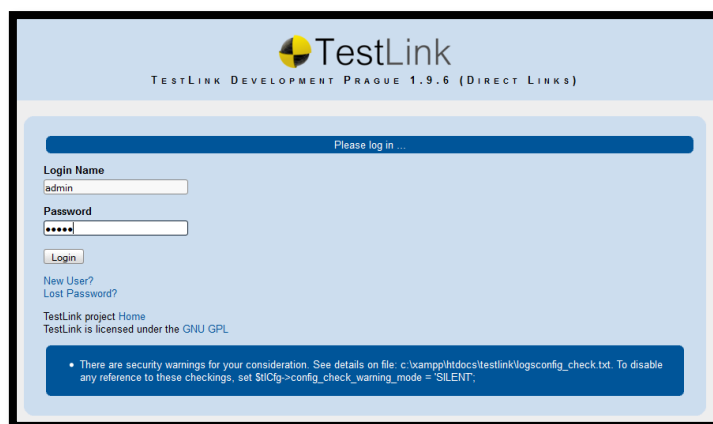 TestLink
TestLink Development Prague 1.9.6 (Direct Links)
Please log in ...
Login Name
admin
Password
•••••
Login
New User?
Lost Password?
TestLink project Home
TestLink is licensed under the GNU GPL
• There are security warnings for your consideration. See details on file: c:\xampp\htdocs\testlink\logsconfig_check.txt. To disable
any reference to these checkings, set $tlCfg->config_check_warning_mode = 'SILENT';